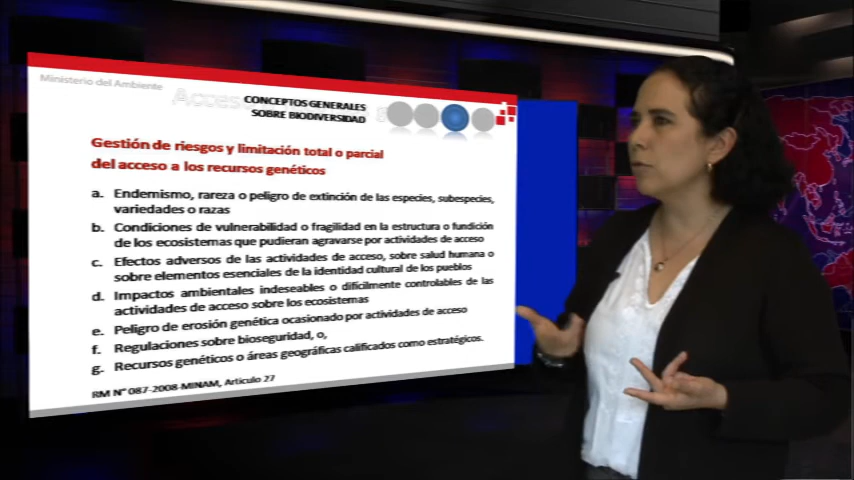 Ministerio del Ambiente
Acceso
CONCEPTOS GENERALES
SOBRE BIODIVERSIDAD
Gestión de riesgos y limitación total o parcial
del acceso a los recursos genéticos
a. Endemismo, rareza o peligro de extinción de las especies, subespecies,
variedades o razas
b. Condiciones de vulnerabilidad o fragilidad en la estructura o fundición
de los ecosistemas que pudieran agravarse por actividades de acceso
c. Efectos adversos de las actividades de acceso, sobre salud humana o
sobre elementos esenciales de la identidad cultural de los pueblos
d. Impactos ambientales indeseables o difícilmente controlables de las
actividades de acceso sobre los ecosistemas
e. Peligro de erosión genética ocasionado por actividades de acceso
f. Regulaciones sobre bioseguridad, o,
g. Recursos genéticos o áreas geográficas calificados como estratégicos.
RM N° 087-2008-MINAM, Artículo 27